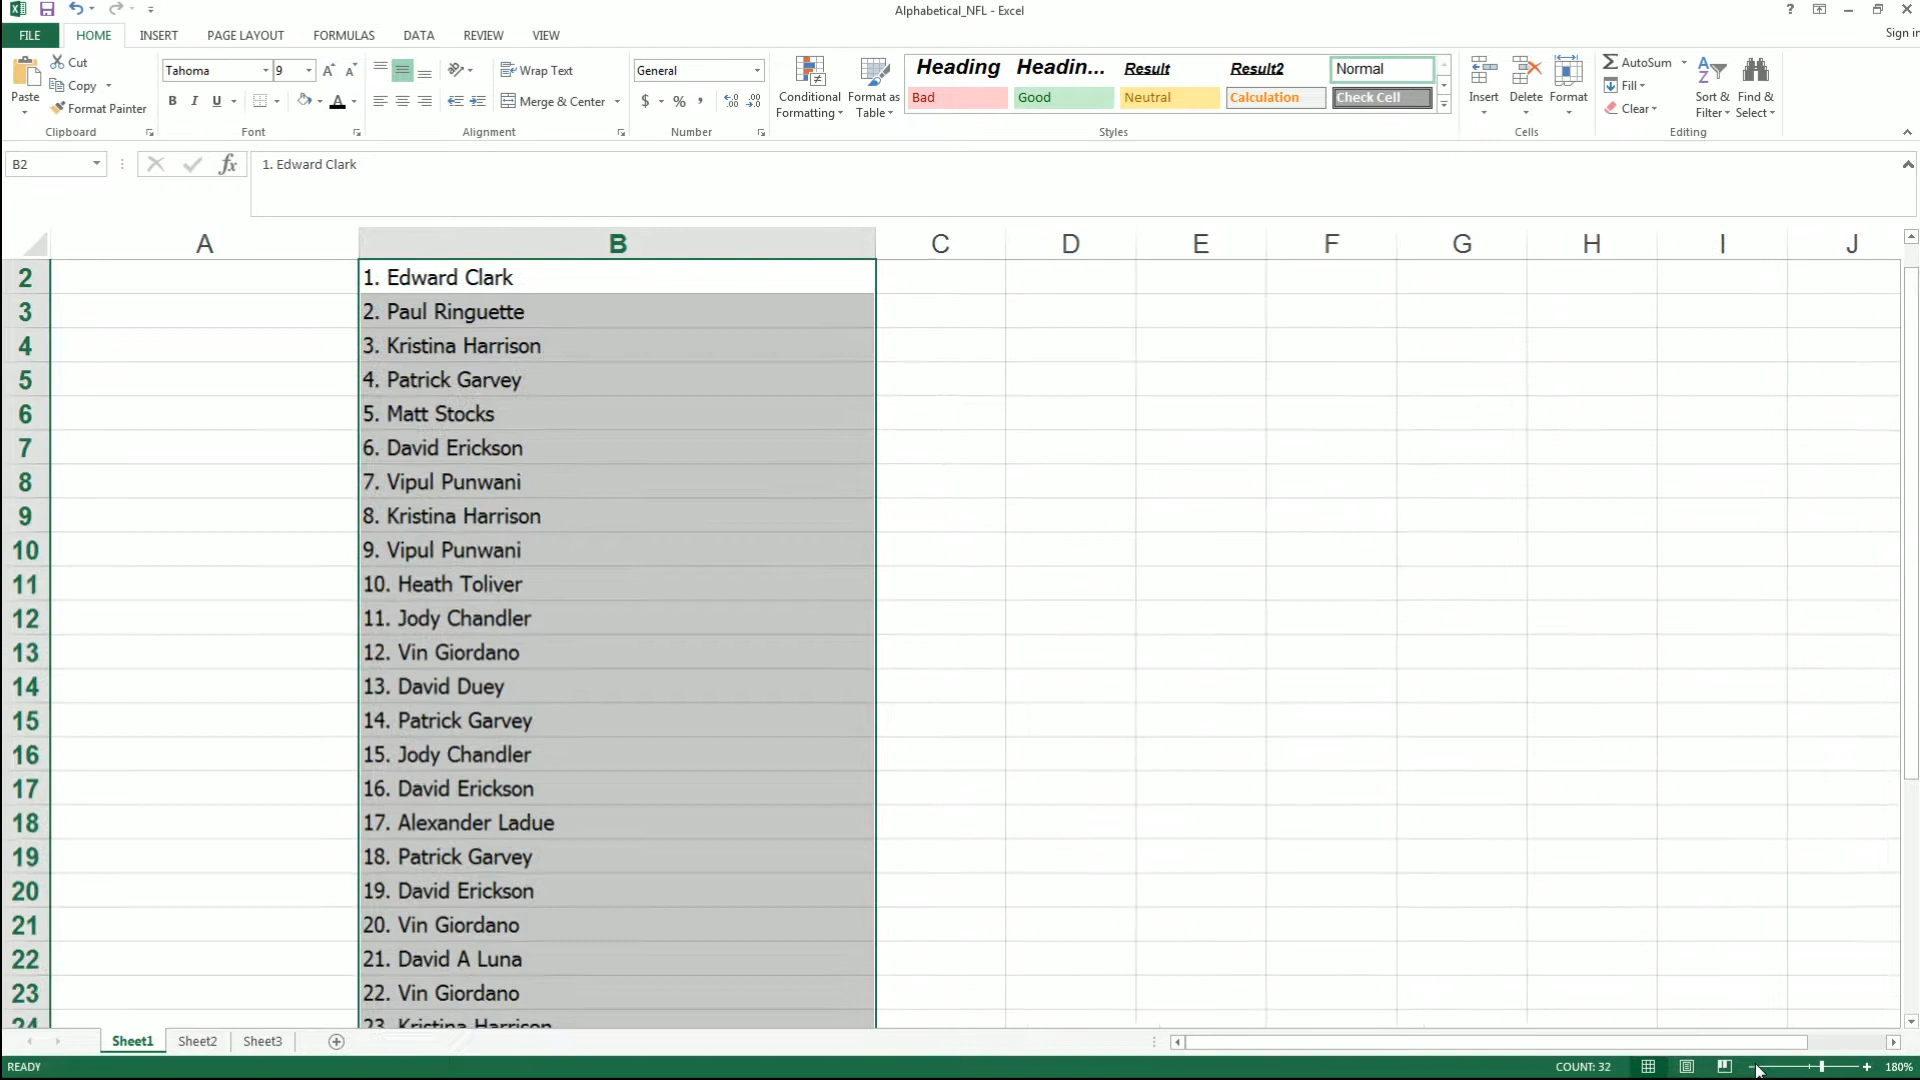 Alphabetical_NFL - Excel
Sign in
FILE HOME INSERT PAGE LAYOUT FORMULAS DATA REVIEW VIEW
Paste
Cut
Copy
Format Painter
Clipboard
Tahoma 9
B I U
Font
Wrap Text
Merge & Center
Alignment
General
$ % ,
Number
Conditional Formatting
Format as Table
Heading Headin... Result Result2 Normal
Bad Good Neutral Calculation Check Cell
Styles
Insert Delete Format
Cells
AutoSum
Fill
Clear
Sort & Filter
Find & Select
Editing
B2 fx 1. Edward Clark
A B C D E F G H I J
2 1. Edward Clark
3 2. Paul Ringuette
4 3. Kristina Harrison
5 4. Patrick Garvey
6 5. Matt Stocks
7 6. David Erickson
8 7. Vipul Punwani
9 8. Kristina Harrison
10 9. Vipul Punwani
11 10. Heath Toliver
12 11. Jody Chandler
13 12. Vin Giordano
14 13. David Duey
15 14. Patrick Garvey
16 15. Jody Chandler
17 16. David Erickson
18 17. Alexander Ladue
19 18. Patrick Garvey
20 19. David Erickson
21 20. Vin Giordano
22 21. David A Luna
23 22. Vin Giordano
24 23. Kristina Harrison
Sheet1 Sheet2 Sheet3
READY COUNT: 32 180%